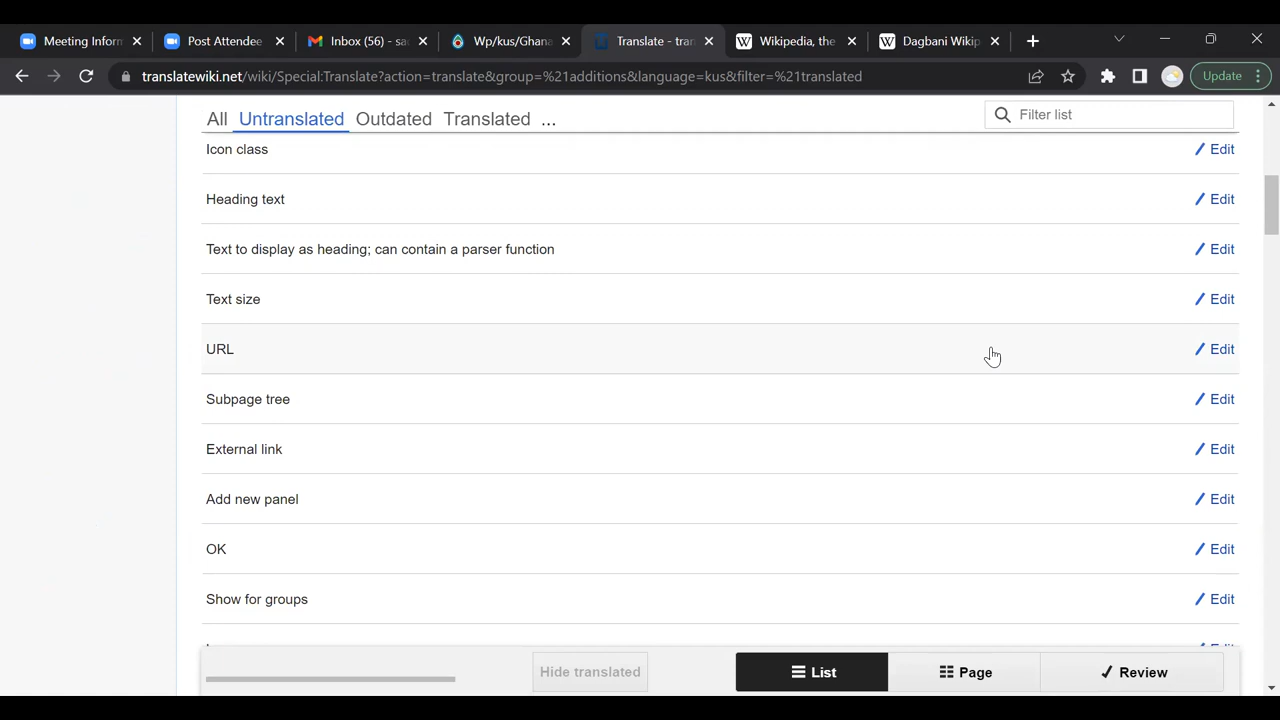 Meeting Inforn
Post Attendee
Inbox (56) - sa
Wp/kus/Ghana
Translate - tran
Wikipedia, the
Dagbani Wikip
translatewiki.net/wiki/Special:Translate?action=translate&group=%21additions&language=kus&filter=%21translated
Update
All Untranslated Outdated Translated ...
Filter list
Icon class Edit
Heading text Edit
Text to display as heading; can contain a parser function Edit
Text size Edit
URL Edit
Subpage tree Edit
External link Edit
Add new panel Edit
OK Edit
Show for groups Edit
Hide translated
List
Page
Review